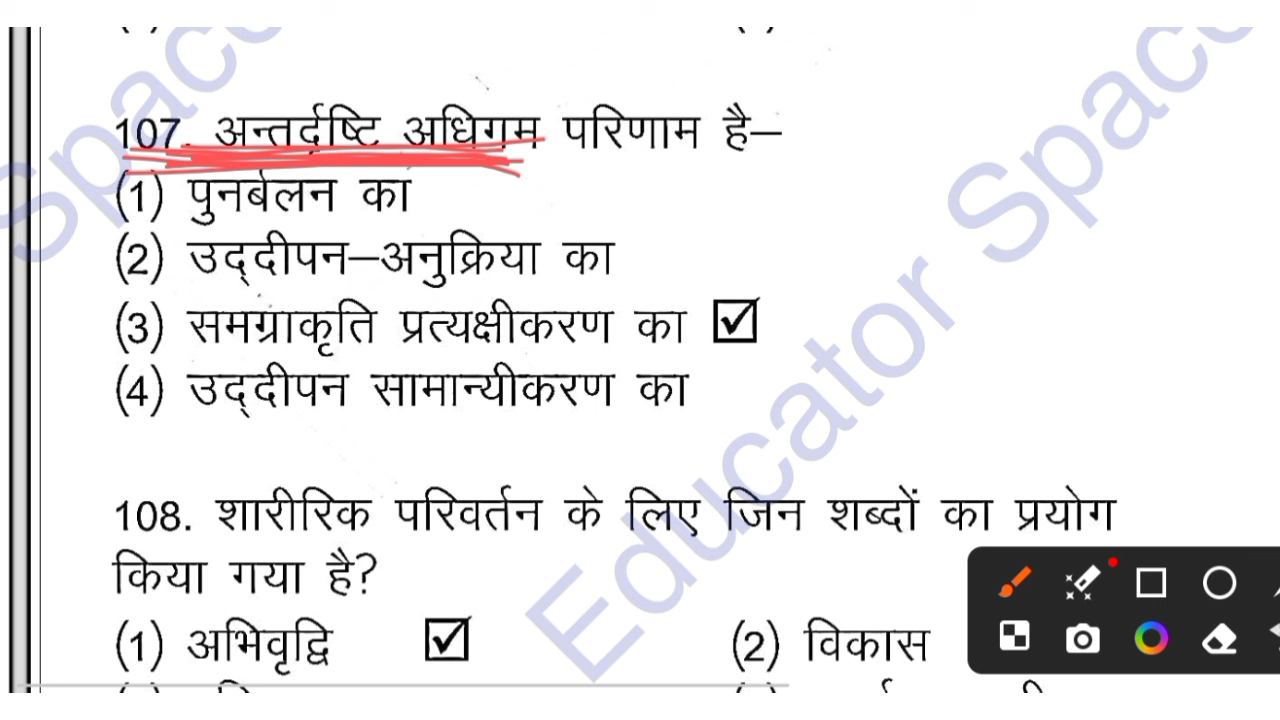 107. अन्तर्दृष्टि अधिगम परिणाम है–
(1) पुनर्बलन का
(2) उद्दीपन–अनुक्रिया का
(3) समग्राकृति प्रत्यक्षीकरण का
(4) उद्दीपन सामान्यीकरण का
108. शारीरिक परिवर्तन के लिए जिन शब्दों का प्रयोग
किया गया है?
(1) अभिवृद्वि
(2) विकास
Educator Space